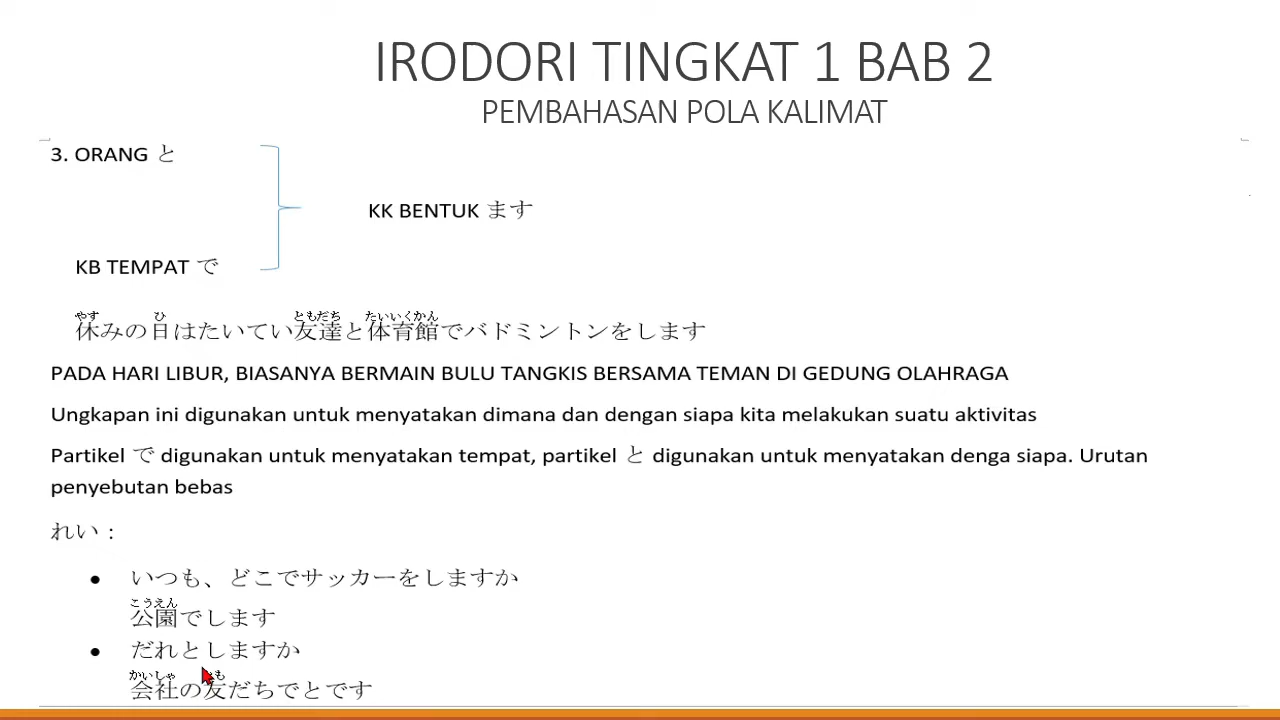 IRODORI TINGKAT 1 BAB 2
PEMBAHASAN POLA KALIMAT
3. ORANG と
KK BENTUK ます
KB TEMPAT で
やす ひ ともだち たいいくかん
休みの日はたいてい友達と体育館でバドミントンをします
PADA HARI LIBUR, BIASANYA BERMAIN BULU TANGKIS BERSAMA TEMAN DI GEDUNG OLAHRAGA
Ungkapan ini digunakan untuk menyatakan dimana dan dengan siapa kita melakukan suatu aktivitas
Partikel で digunakan untuk menyatakan tempat, partikel と digunakan untuk menyatakan denga siapa. Urutan
penyebutan bebas
れい：
● いつも、どこでサッカーをしますか
こうえん
公園でします
● だれとしますか
かいしゃ とも
会社の友だちでとです